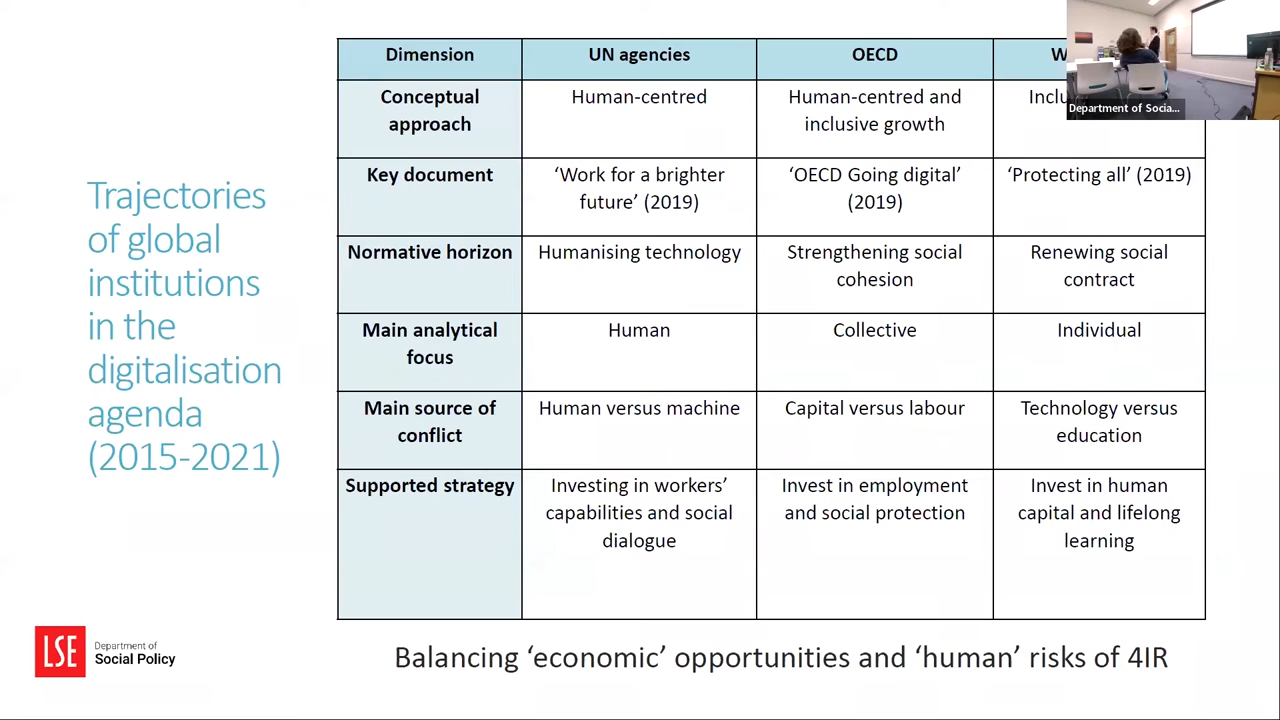 Trajectories
of global
institutions
in the
digitalisation
agenda
(2015-2021)
Dimension
UN agencies
OECD
Conceptual
approach
Human-centred
Human-centred and
inclusive growth
Key document
‘Work for a brighter
future’ (2019)
‘OECD Going digital’
(2019)
‘Protecting all’ (2019)
Normative horizon
Humanising technology
Strengthening social
cohesion
Renewing social
contract
Main analytical
focus
Human
Collective
Individual
Main source of
conflict
Human versus machine
Capital versus labour
Technology versus
education
Supported strategy
Investing in workers’
capabilities and social
dialogue
Invest in employment
and social protection
Invest in human
capital and lifelong
learning
Balancing ‘economic’ opportunities and ‘human’ risks of 4IR
LSE
Department of
Social Policy
Department of Socia...